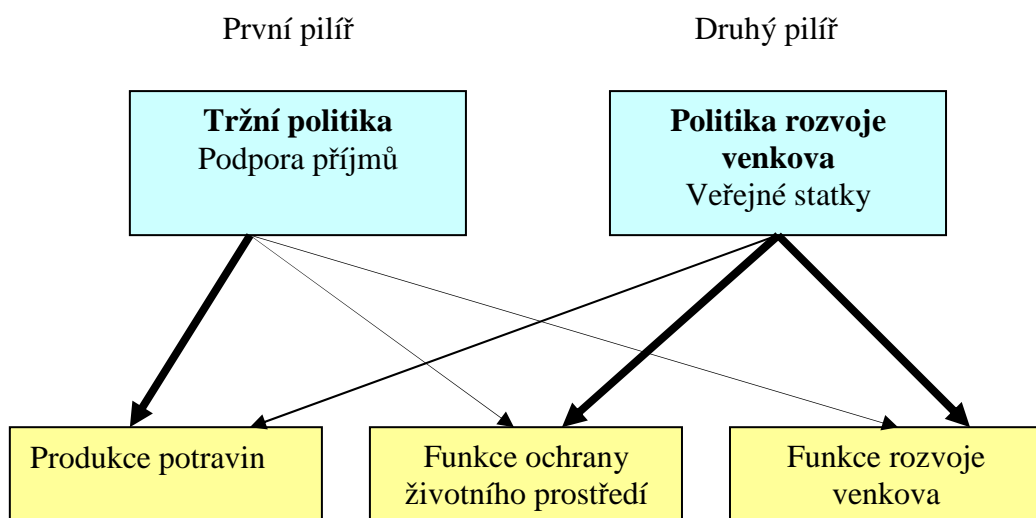 První pilíř
Druhý pilíř
Tržní politika
Podpora příjmů
Politika rozvoje
venkova
Veřejné statky
Produkce potravin
Funkce ochrany
životního prostředí
Funkce rozvoje
venkova